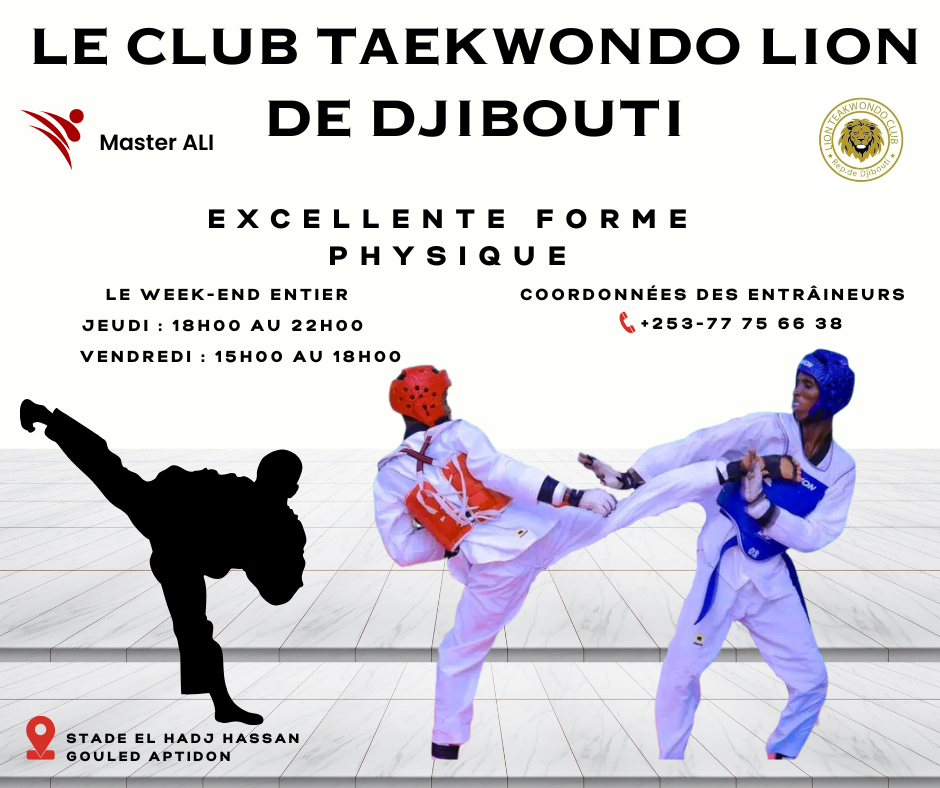 LE CLUB TAEKWONDO LION
DE DJIBOUTI
Master ALI
LION TEAKWONDO CLUB
Rep.de Djibouti
EXCELLENTE FORME
PHYSIQUE
LE WEEK-END ENTIER
JEUDI : 18H00 AU 22H00
VENDREDI : 15H00 AU 18H00
COORDONNÉES DES ENTRÂINEURS
+253-77 75 66 38
STADE EL HADJ HASSAN
GOULED APTIDON